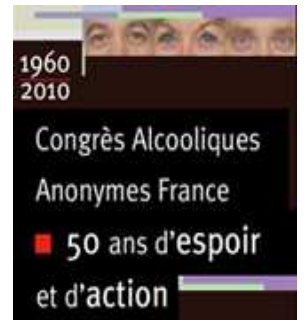 1960
2010
Congrès Alcooliques
Anonymes France
50 ans d'espoir
et d'action